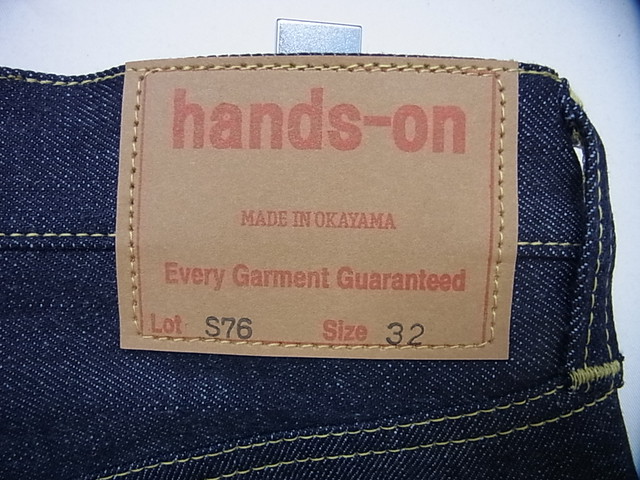 hands-on
MADE IN OKAYAMA
Every Garment Guaranteed
Lot S76 Size 32